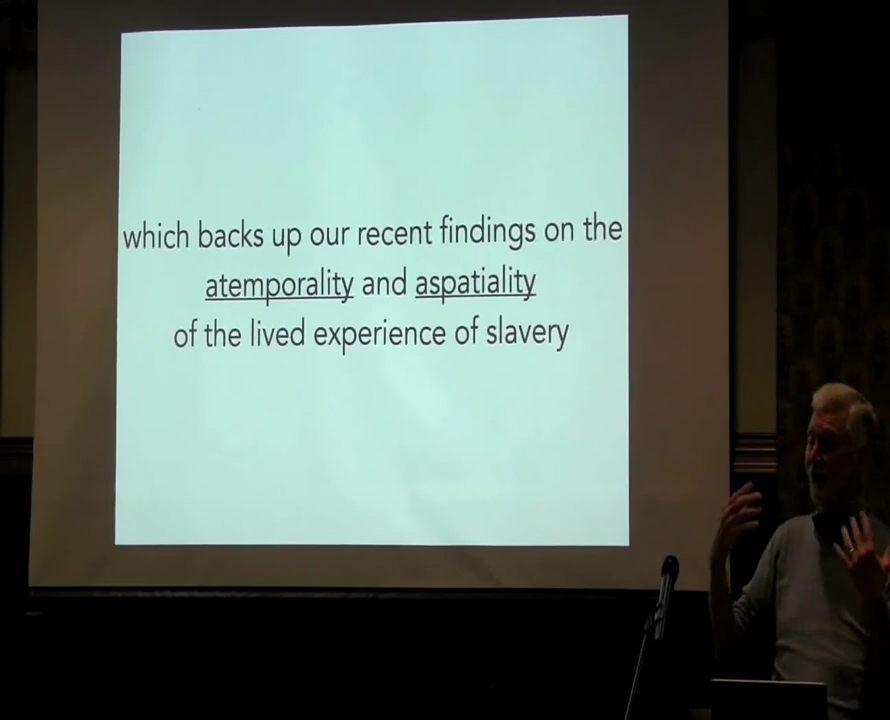 which backs up our recent findings on the
atemporality and aspatiality
of the lived experience of slavery